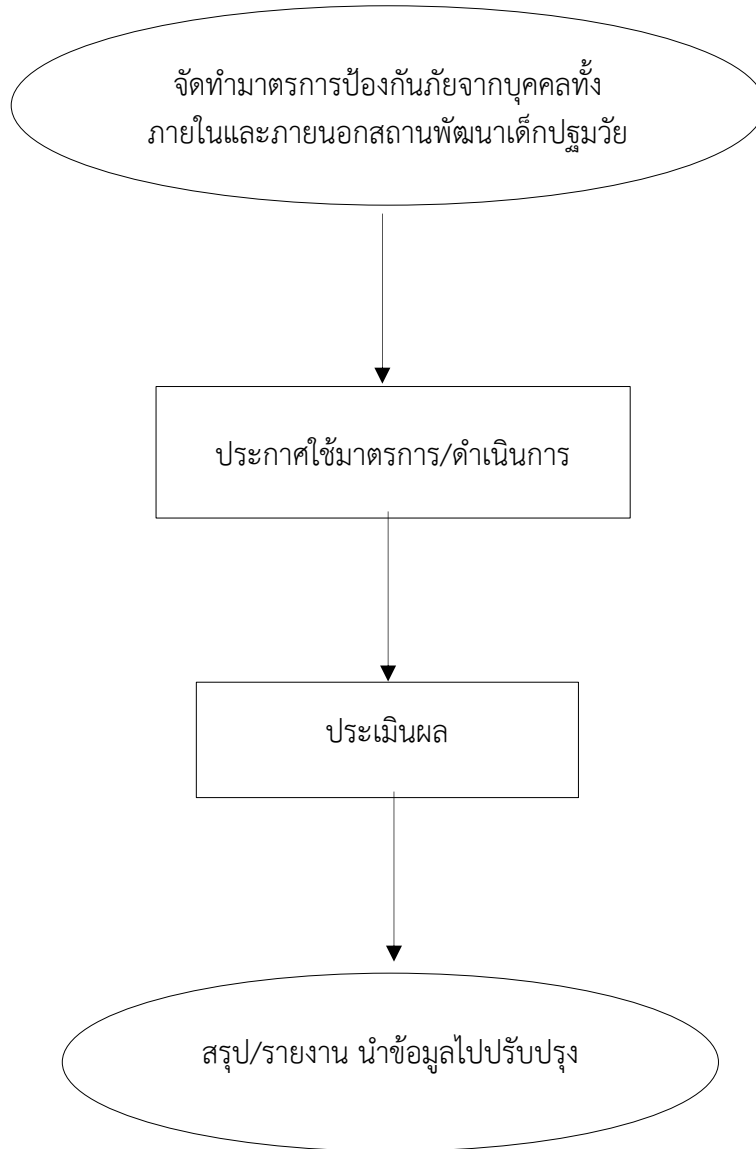 จัดทำมาตรการป้องกันภัยจากบุคคลทั้ง
ภายในและภายนอกสถานพัฒนาเด็กปฐมวัย
ประกาศใช้มาตรการ/ดำเนินการ
ประเมินผล
สรุป/รายงาน นำข้อมูลไปปรับปรุง